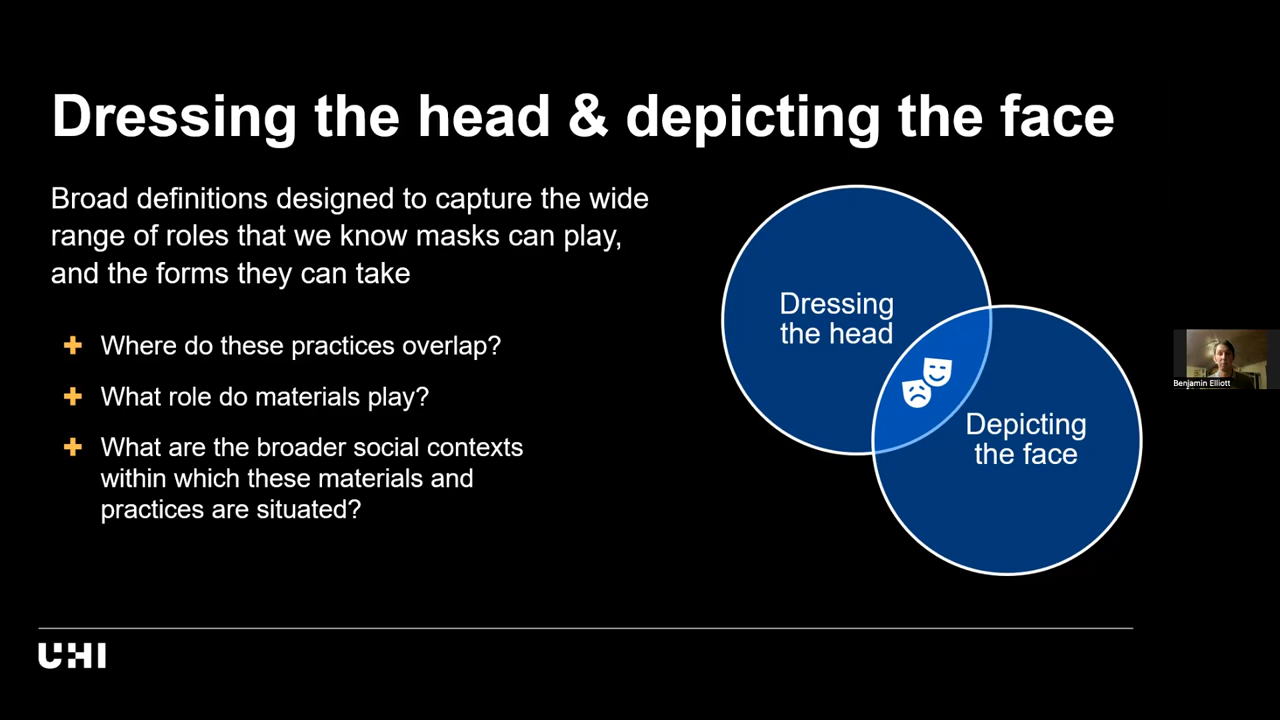 Dressing the head & depicting the face
Broad definitions designed to capture the wide
range of roles that we know masks can play,
and the forms they can take
Where do these practices overlap?
What role do materials play?
What are the broader social contexts
within which these materials and
practices are situated?
Dressing
the head
Depicting
the face
Benjamin Elliott
UHI